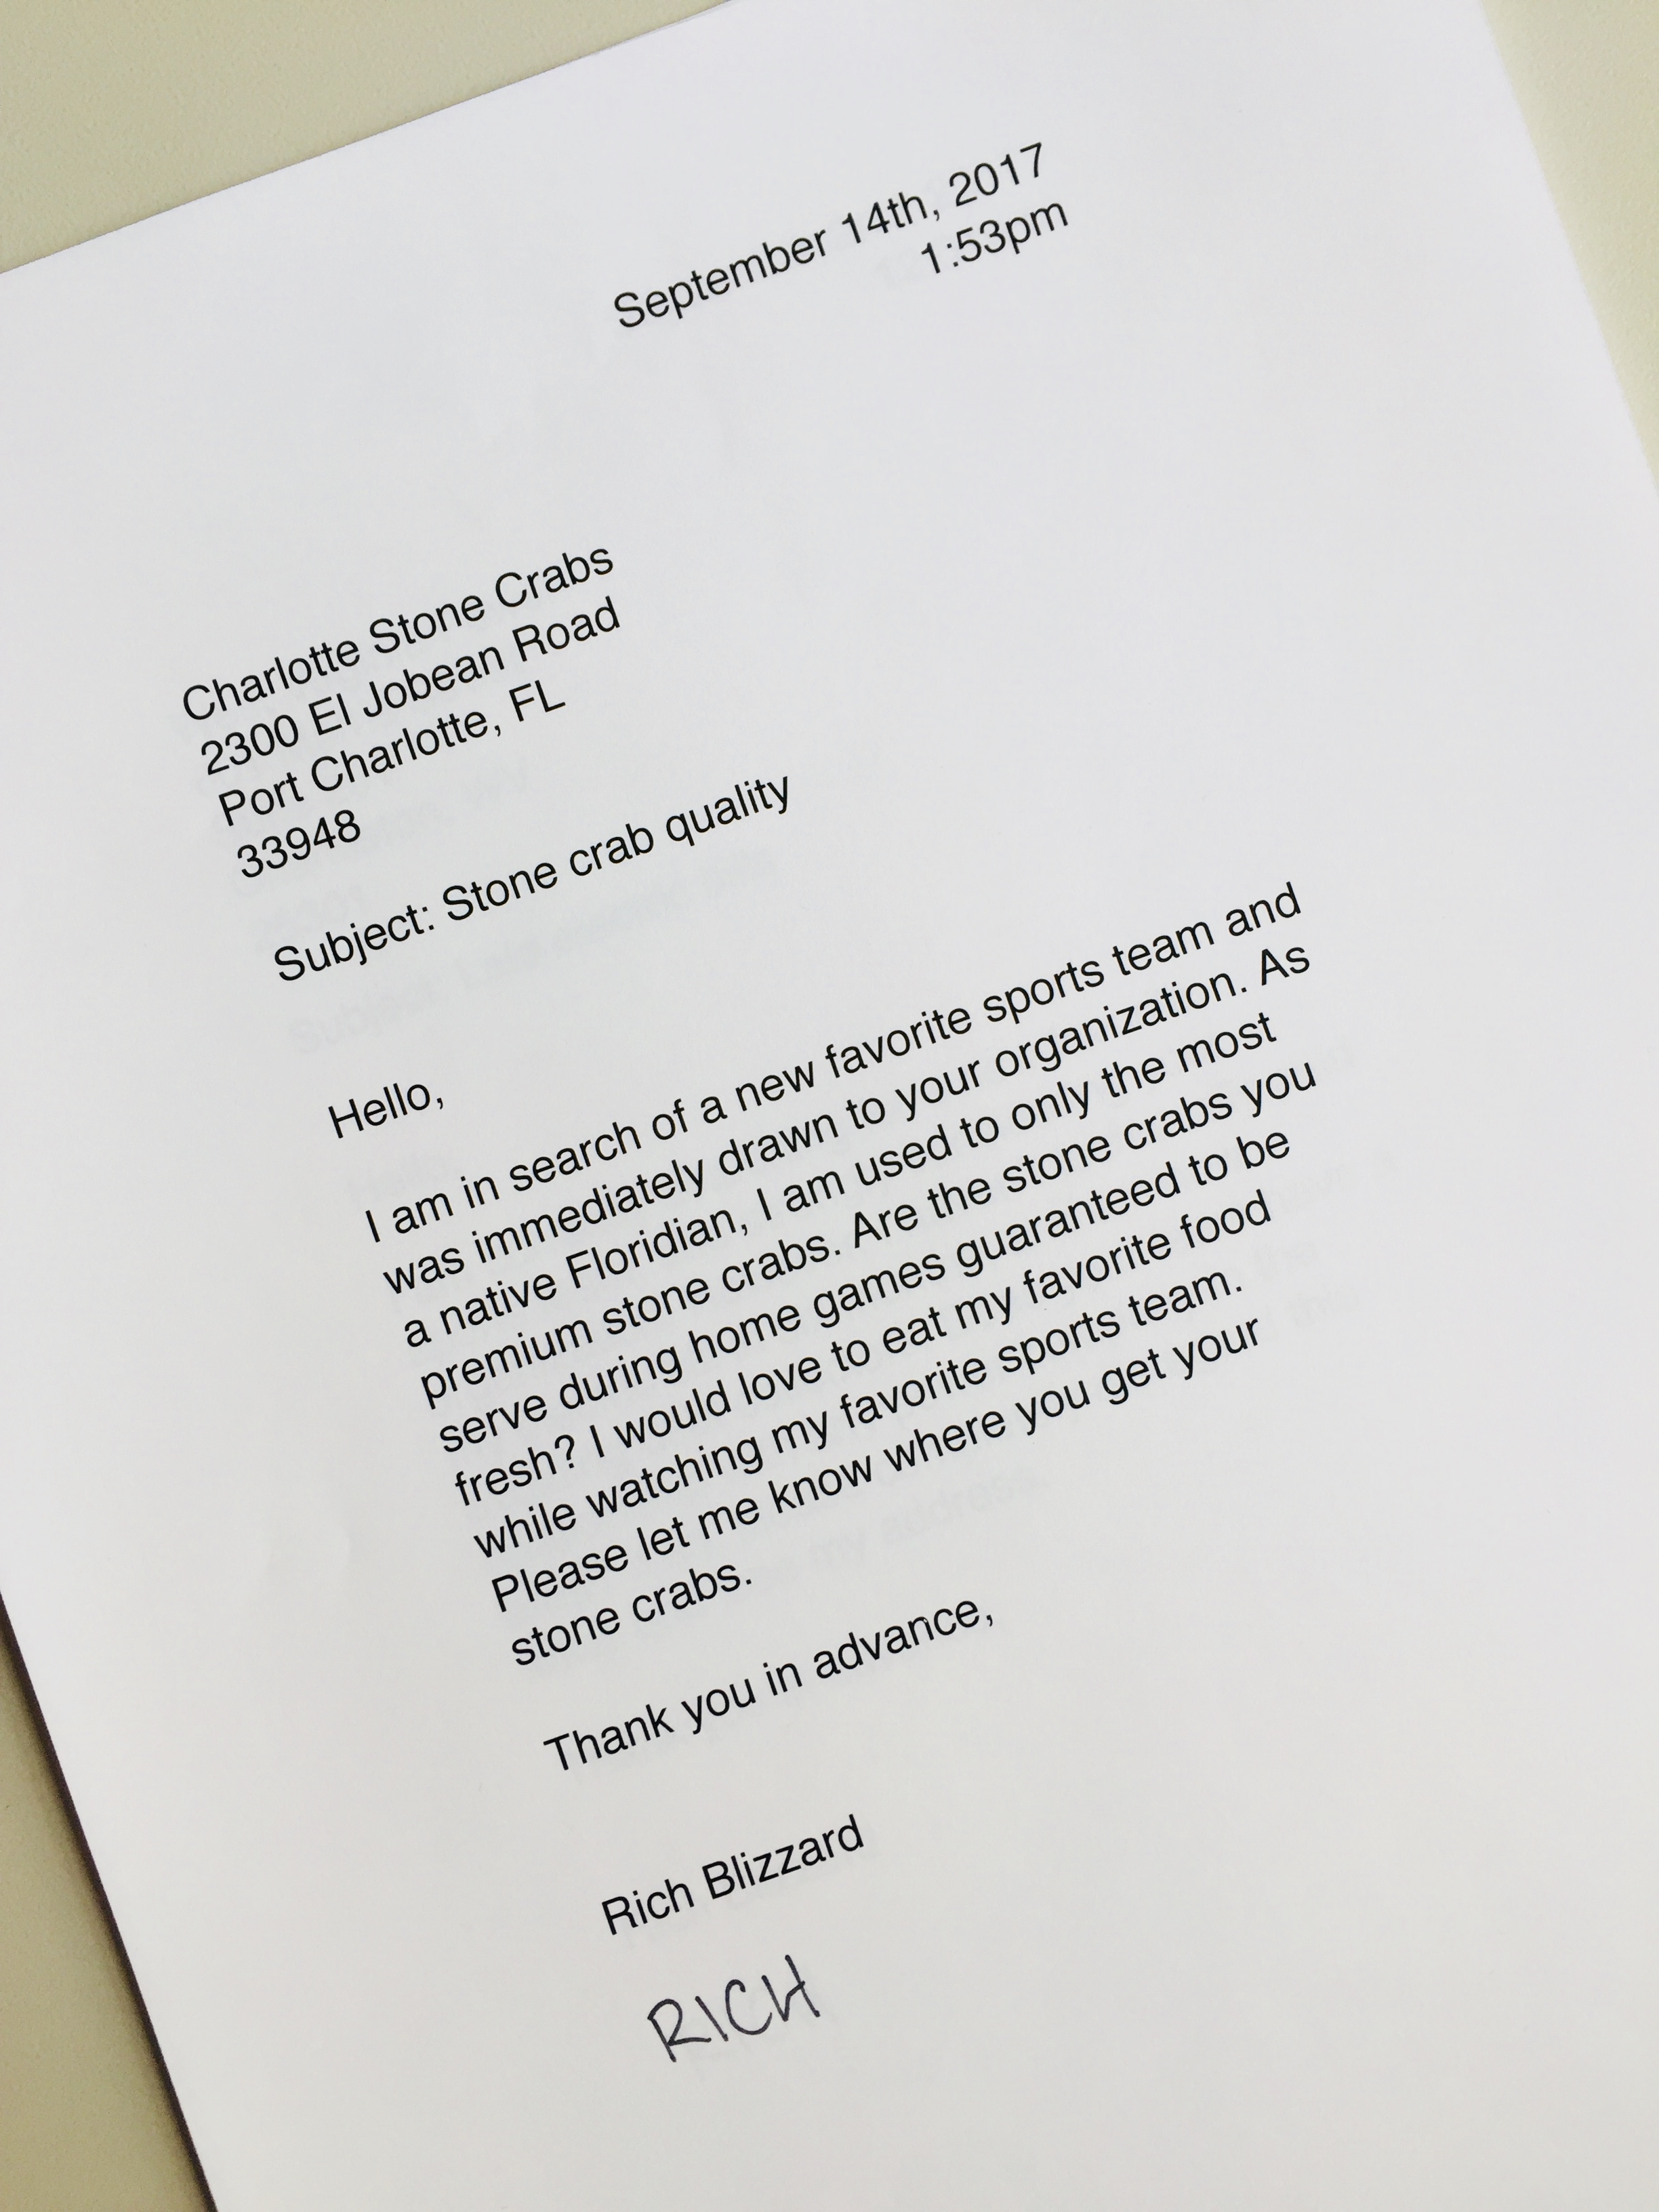 September 14th, 2017
1:53pm
Charlotte Stone Crabs
2300 El Jobean Road
Port Charlotte, FL
33948
Subject: Stone crab quality
Hello,
I am in search of a new favorite sports team and
was immediately drawn to your organization. As
a native Floridian, I am used to only the most
premium stone crabs. Are the stone crabs you
serve during home games guaranteed to be
fresh? I would love to eat my favorite food
while watching my favorite sports team.
Please let me know where you get your
stone crabs.
Thank you in advance,
Rich Blizzard
RICH